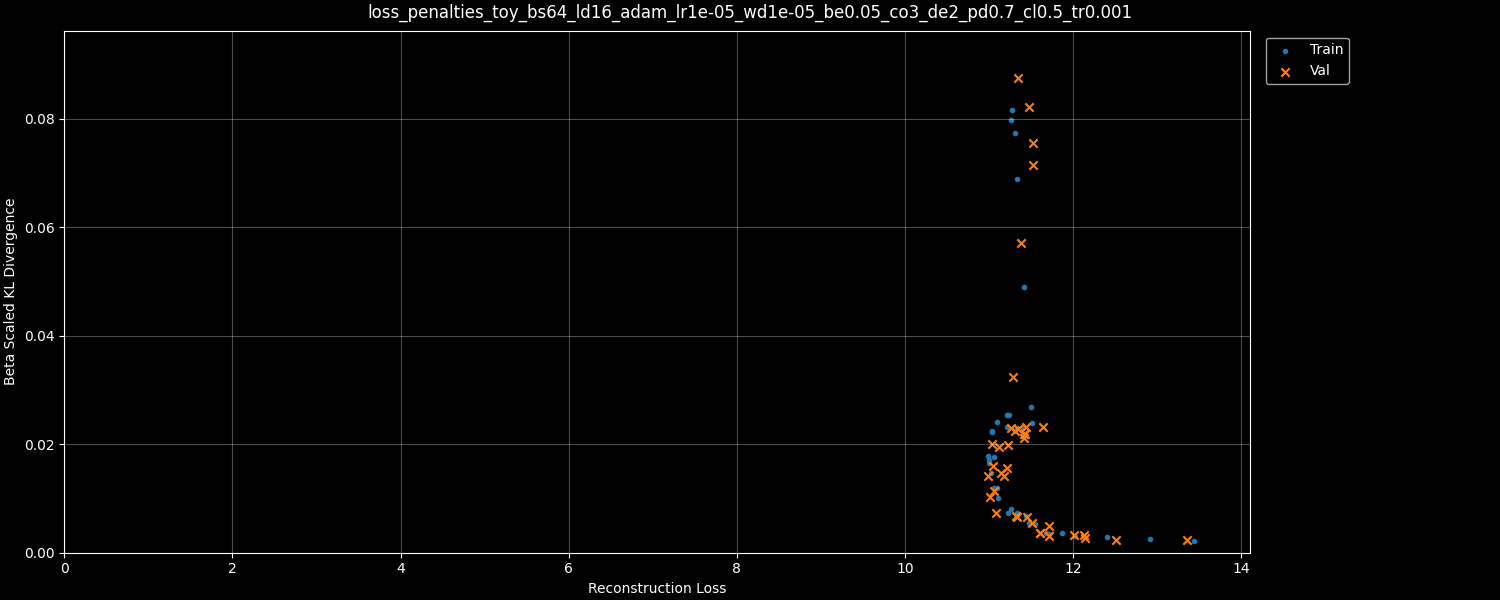 loss_penalties_toy_bs64_ld16_adam_lr1e-05_wd1e-05_be0.05_co3_de2_pd0.7_cl0.5_tr0.001
Train
Val
Beta Scaled KL Divergence
0.08
0.06
0.04
0.02
0.00
0 2 4 6 8 10 12 14
Reconstruction Loss